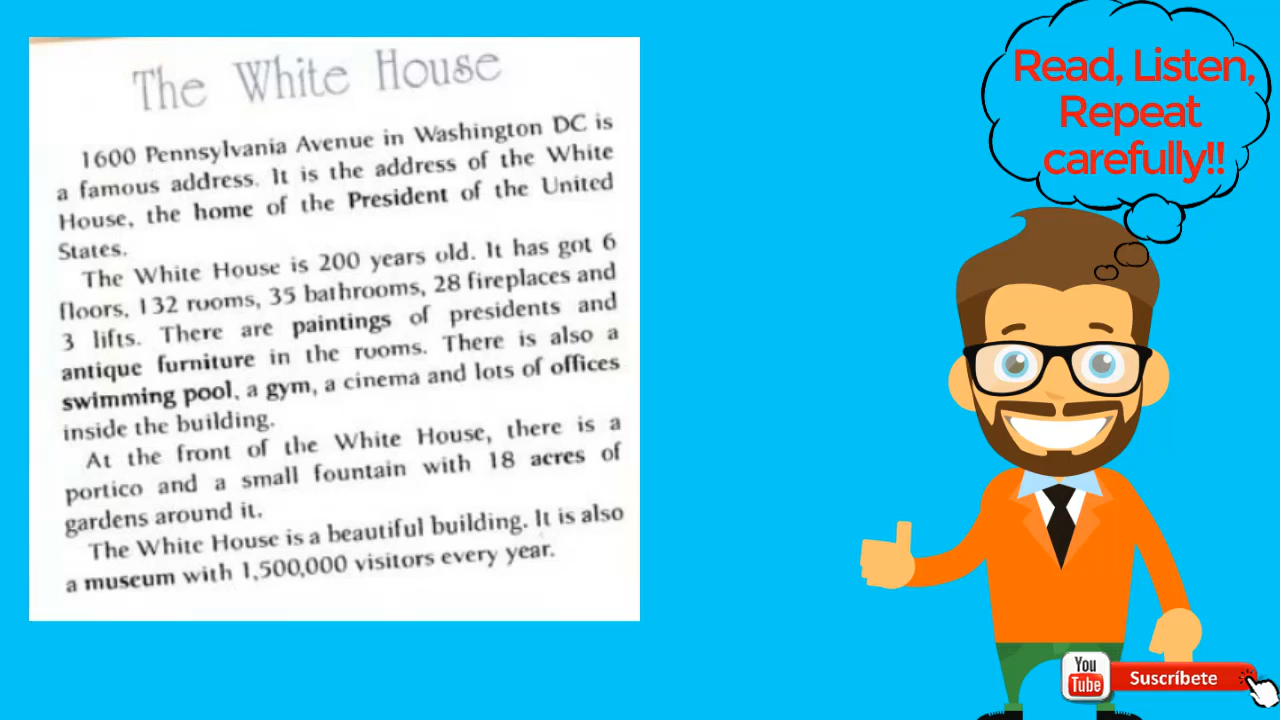 The White House
1600 Pennsylvania Avenue in Washington DC is
a famous address. It is the address of the White
House, the home of the President of the United
States.
The White House is 200 years old. It has got 6
floors, 132 rooms, 35 bathrooms, 28 fireplaces and
3 lifts. There are paintings of presidents and
antique furniture in the rooms. There is also a
swimming pool, a gym, a cinema and lots of offices
inside the building.
At the front of the White House, there is a
portico and a small fountain with 18 acres of
gardens around it.
The White House is a beautiful building. It is also
a museum with 1,500,000 visitors every year.
Read, Listen,
Repeat
carefully!!
You
Tube
Suscríbete